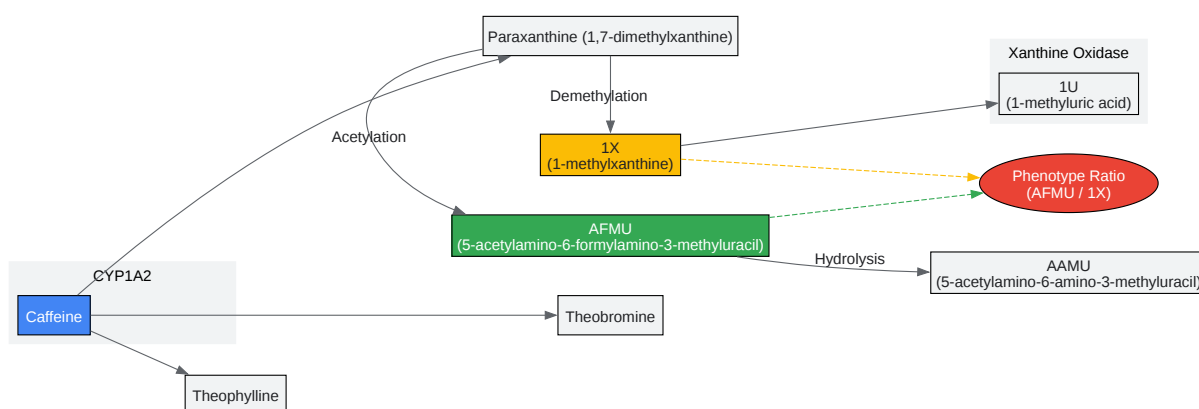 Paraxanthine (1,7-dimethylxanthine)
Xanthine Oxidase
1U
(1-methyluric acid)
Demethylation
Acetylation
1X
(1-methylxanthine)
Phenotype Ratio
(AFMU / 1X)
AFMU
(5-acetylamino-6-formylamino-3-methyluracil)
Hydrolysis
AAMU
(5-acetylamino-6-amino-3-methyluracil)
CYP1A2
Caffeine
Theobromine
Theophylline